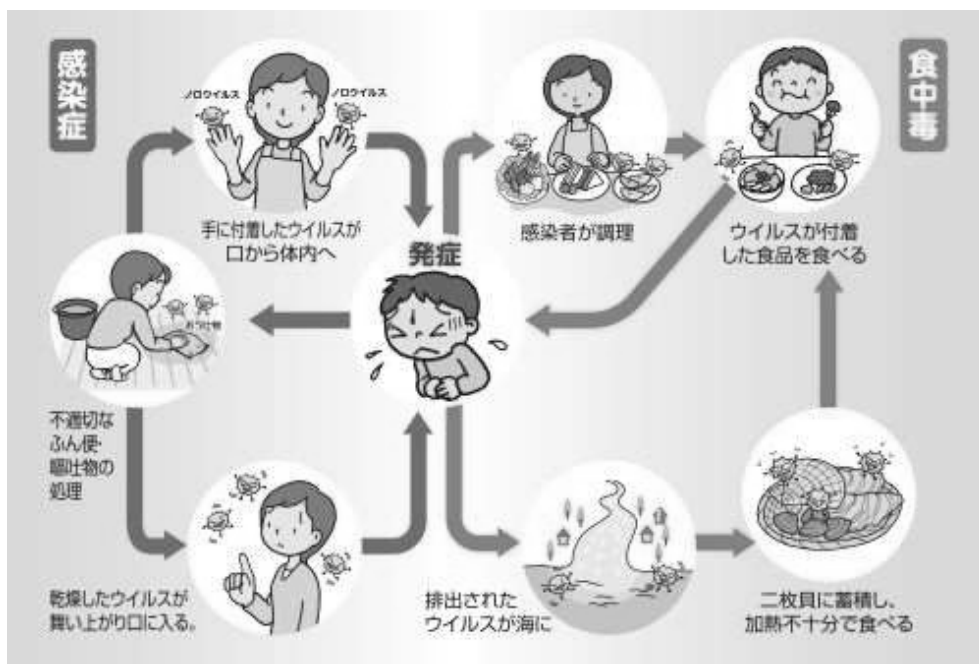 感染症
食中毒
ノロウイルス
ノロウイルス
手に付着したウイルスが
口から体内へ
感染者が調理
ウイルスが付着
した食品を食べる
発症
おう吐物
不適切な
ふん便・
嘔吐物の
処理
乾燥したウイルスが
舞い上がり口に入る。
排出された
ウイルスが海に
二枚貝に蓄積し、
加熱不十分で食べる